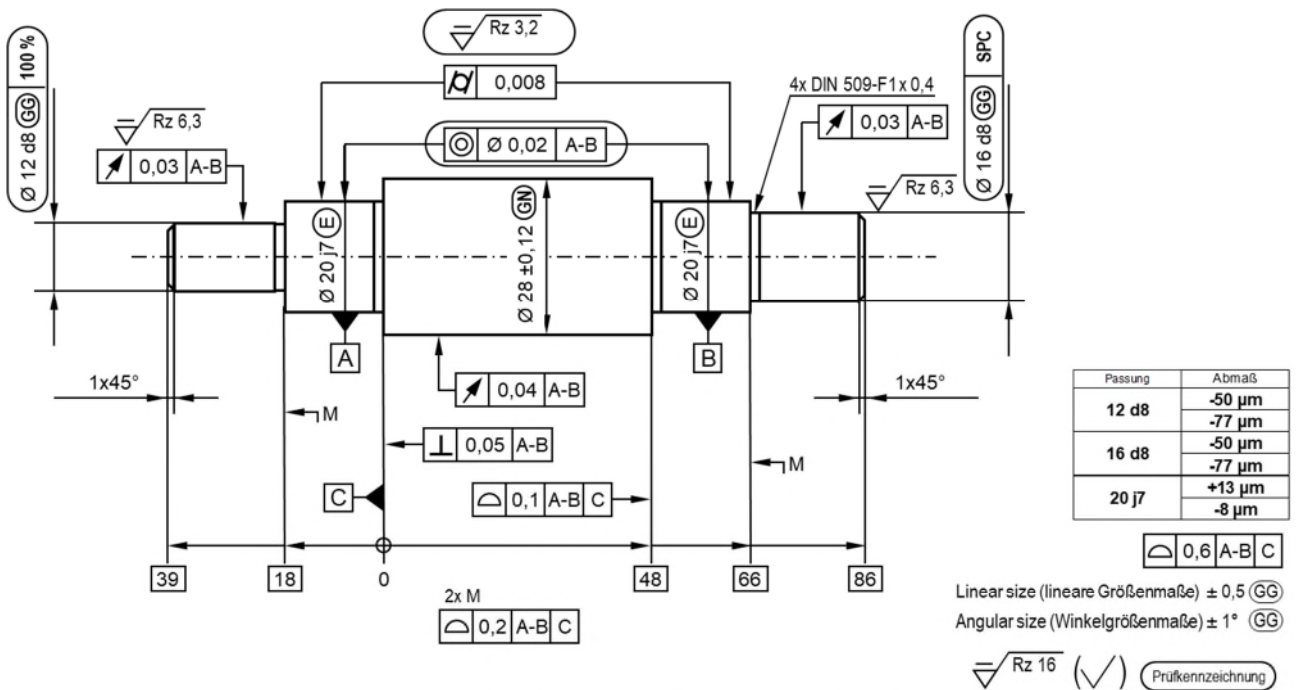 Rz 3,2
0,008
Ø 0,02 A-B
Ø 12 d8 GG 100 %
Rz 6,3
0,03 A-B
4x DIN 509-F1x 0,4
0,03 A-B
Ø 16 d8 GG SPC
Rz 6,3
Ø 20 j7 E
Ø 28 ±0,12 GN
Ø 20 j7 E
A
B
1x45°
1x45°
0,04 A-B
M
0,05 A-B
M
C
0,1 A-B C
39
18
0
48
66
86
2x M
0,2 A-B C
Passung Abmaß
12 d8 -50 µm
-77 µm
16 d8 -50 µm
-77 µm
20 j7 +13 µm
-8 µm
0,6 A-B C
Linear size (lineare Größenmaße) ± 0,5 GG
Angular size (Winkelgrößenmaße) ± 1° GG
Rz 16
Prüfkennzeichnung